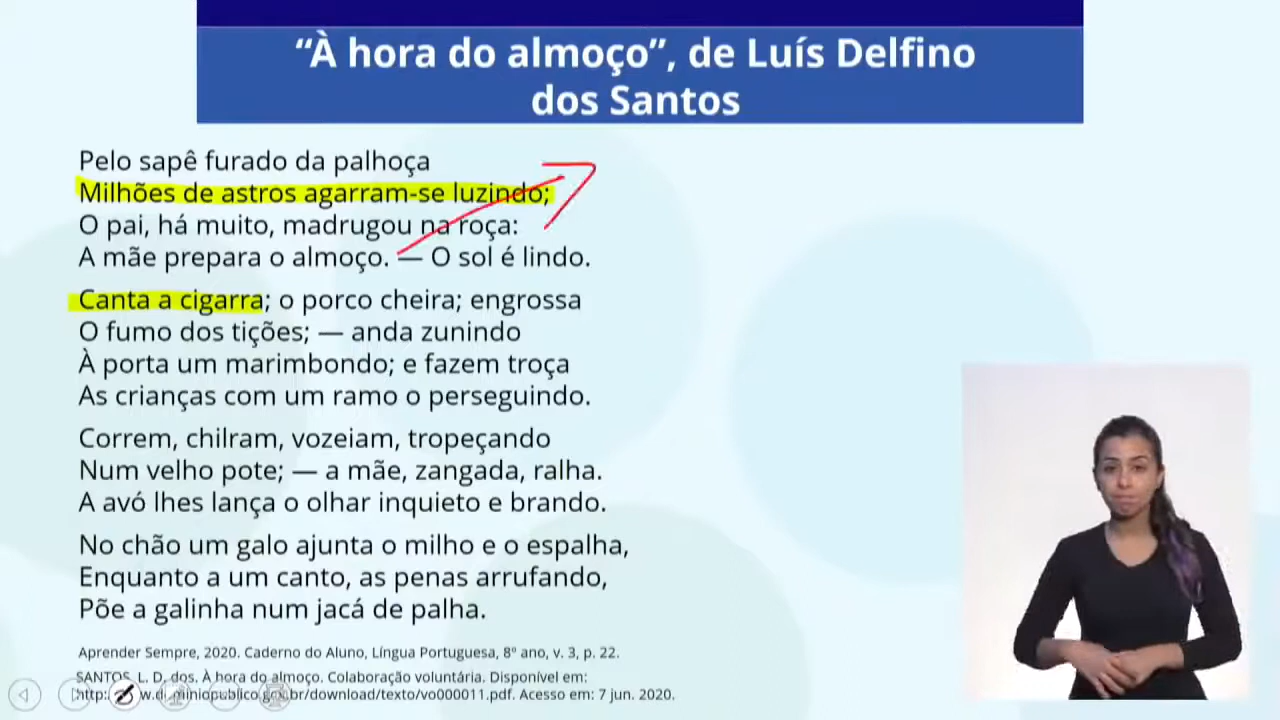 “À hora do almoço”, de Luís Delfino
dos Santos
Pelo sapê furado da palhoça
Milhões de astros agarram-se luzindo;
O pai, há muito, madrugou na roça:
A mãe prepara o almoço. — O sol é lindo.
Canta a cigarra; o porco cheira; engrossa
O fumo dos tições; — anda zunindo
À porta um marimbondo; e fazem troça
As crianças com um ramo o perseguindo.
Correm, chilram, vozeiam, tropeçando
Num velho pote; — a mãe, zangada, ralha.
A avó lhes lança o olhar inquieto e brando.
No chão um galo ajunta o milho e o espalha,
Enquanto a um canto, as penas arrufando,
Põe a galinha num jacá de palha.
Aprender Sempre, 2020. Caderno do Aluno, Língua Portuguesa, 8º ano, v. 3, p. 22.
SANTOS, L. D. dos. À hora do almoço. Colaboração voluntária. Disponível em:
br/download/texto/vo000011.pdf. Acesso em: 7 jun. 2020.